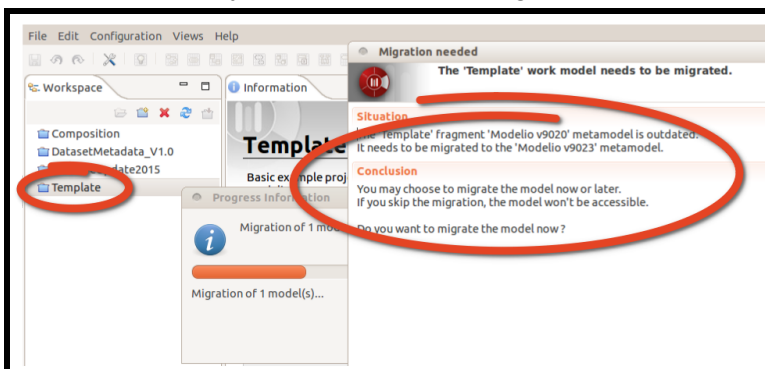 File Edit Configuration Views Help
Migration needed
The 'Template' work model needs to be migrated.
Workspace
Information
Situation
'Template' fragment 'Modelio v9020' metamodel is outdated.
It needs to be migrated to the 'Modelio v9023' metamodel.
Composition
DatasetMetadata_V1.0
date2015
Template
Template
Basic example proj
Conclusion
You may choose to migrate the model now or later.
If you skip the migration, the model won't be accessible.
Progress Information
Migration of 1 mod
Do you want to migrate the model now ?
Migration of 1 model(s)...